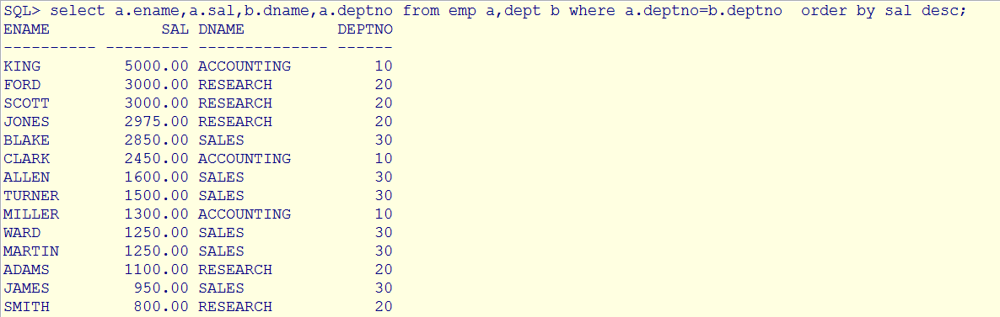 SQL> select a.ename,a.sal,b.dname,a.deptno from emp a,dept b where a.deptno=b.deptno  order by sal desc;
ENAME            SAL DNAME          DEPTNO
---------- --------- -------------- ------
KING         5000.00 ACCOUNTING         10
FORD         3000.00 RESEARCH           20
SCOTT        3000.00 RESEARCH           20
JONES        2975.00 RESEARCH           20
BLAKE        2850.00 SALES              30
CLARK        2450.00 ACCOUNTING         10
ALLEN        1600.00 SALES              30
TURNER       1500.00 SALES              30
MILLER       1300.00 ACCOUNTING         10
WARD         1250.00 SALES              30
MARTIN       1250.00 SALES              30
ADAMS        1100.00 RESEARCH           20
JAMES         950.00 SALES              30
SMITH         800.00 RESEARCH           20